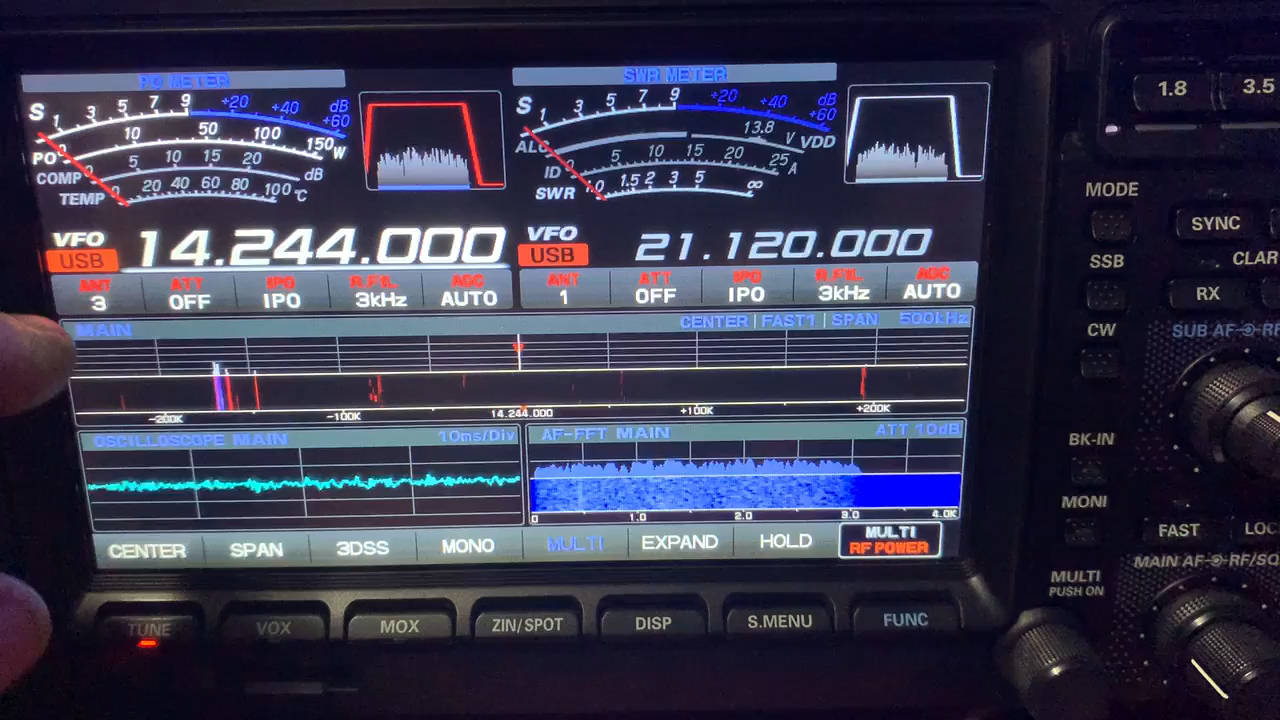 PO METER
S 1 3 5 7 9 +20 +40 +60 dB
PO 0 10 50 100 150 W
COMP 0 5 10 15 20 dB
TEMP 0 20 40 60 80 100 °C
SWR METER
S 1 3 5 7 9 +20 +40 +60 dB
ALC 13.8 V VDD
ID 0 5 10 15 20 25 A
SWR 0 1.5 2 3 5 ∞
VFO
USB
14.244.000
VFO
USB
21.120.000
ANT ATT IPO R.FIL AGC
3 OFF IPO 3kHz AUTO
ANT ATT IPO R.FIL AGC
1 OFF IPO 3kHz AUTO
MAIN CENTER | FAST1 | SPAN 500kHz
-200K -100K 14.244.000 +100K +200K
OSCILLOSCOPE MAIN 10ms/Div
AF-FFT MAIN ATT 10dB
0 1.0 2.0 3.0 4.0K
CENTER SPAN 3DSS MONO MULTI EXPAND HOLD MULTI
RF POWER
TUNE VOX MOX ZIN/SPOT DISP S.MENU FUNC
1.8 3.5
MODE
SYNC
SSB
CLAR
RX
CW
SUB AF RF
BK-IN
MONI
FAST LOC
MAIN AF RF/SQ
MULTI
PUSH ON